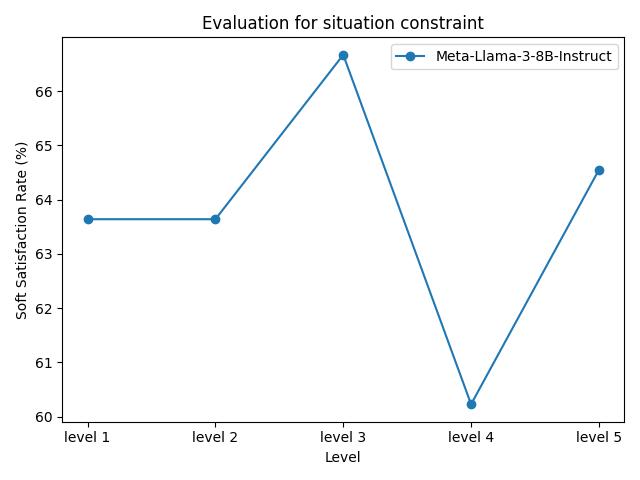 Evaluation for situation constraint
Meta-Llama-3-8B-Instruct
Soft Satisfaction Rate (%)
66
65
64
63
62
61
60
level 1 level 2 level 3 level 4 level 5
Level